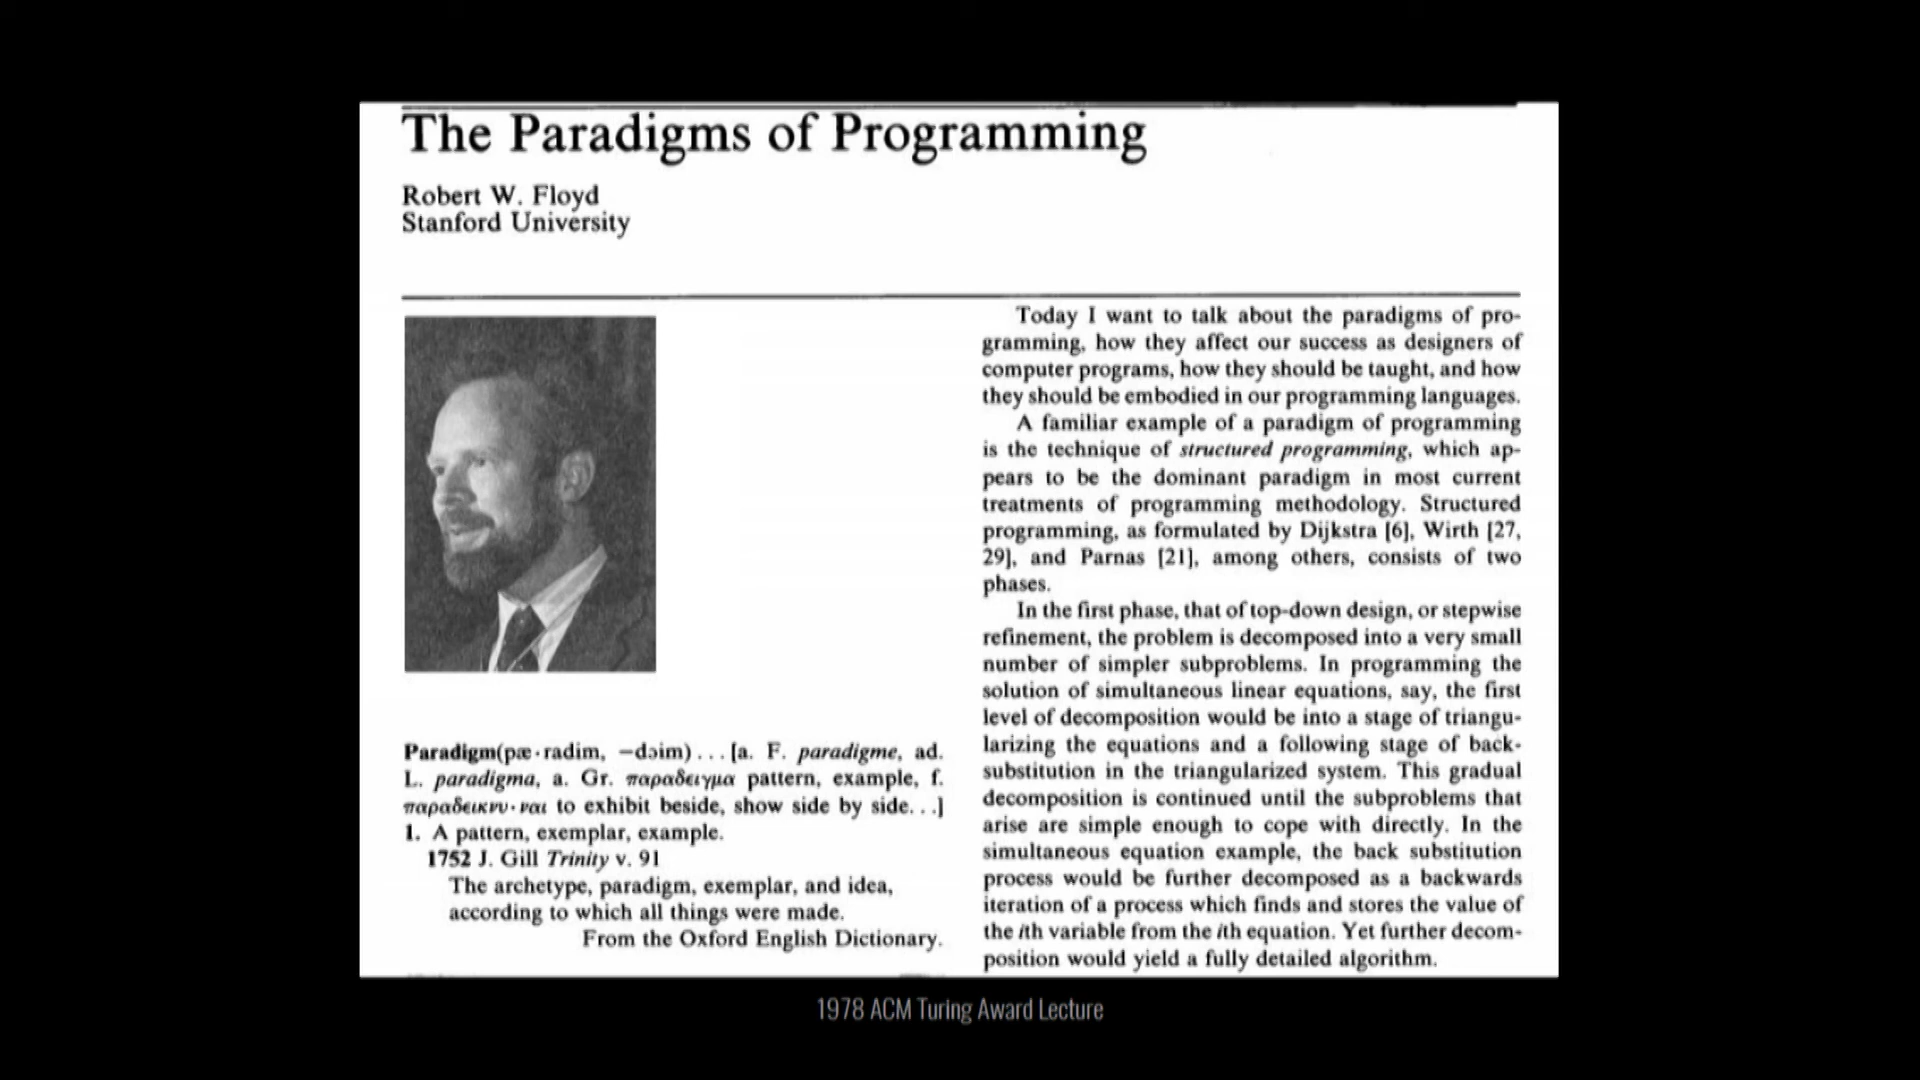 The Paradigms of Programming
Robert W. Floyd
Stanford University
Paradigm(pæ·radim, −dəim) . . . [a. F. paradigme, ad.
L. paradigma, a. Gr. παραδειγμα pattern, example, f.
παραδεικνυ·ναι to exhibit beside, show side by side. . .]
1. A pattern, exemplar, example.
1752 J. Gill Trinity v. 91
The archetype, paradigm, exemplar, and idea,
according to which all things were made.
From the Oxford English Dictionary.
Today I want to talk about the paradigms of pro-
gramming, how they affect our success as designers of
computer programs, how they should be taught, and how
they should be embodied in our programming languages.
A familiar example of a paradigm of programming
is the technique of structured programming, which ap-
pears to be the dominant paradigm in most current
treatments of programming methodology. Structured
programming, as formulated by Dijkstra [6], Wirth [27,
29], and Parnas [21], among others, consists of two
phases.
In the first phase, that of top-down design, or stepwise
refinement, the problem is decomposed into a very small
number of simpler subproblems. In programming the
solution of simultaneous linear equations, say, the first
level of decomposition would be into a stage of triangu-
larizing the equations and a following stage of back-
substitution in the triangularized system. This gradual
decomposition is continued until the subproblems that
arise are simple enough to cope with directly. In the
simultaneous equation example, the back substitution
process would be further decomposed as a backwards
iteration of a process which finds and stores the value of
the ith variable from the ith equation. Yet further decom-
position would yield a fully detailed algorithm.
1978 ACM Turing Award Lecture